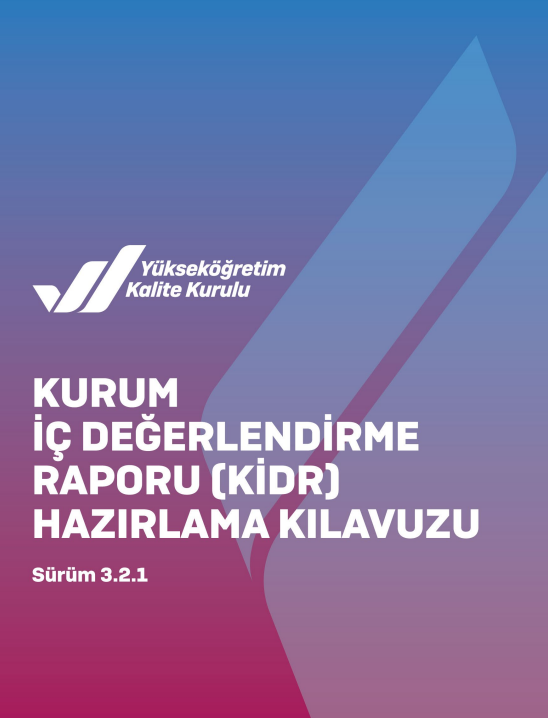 Yükseköğretim
Kalite Kurulu
KURUM
İÇ DEĞERLENDİRME
RAPORU (KİDR)
HAZIRLAMA KILAVUZU
Sürüm 3.2.1